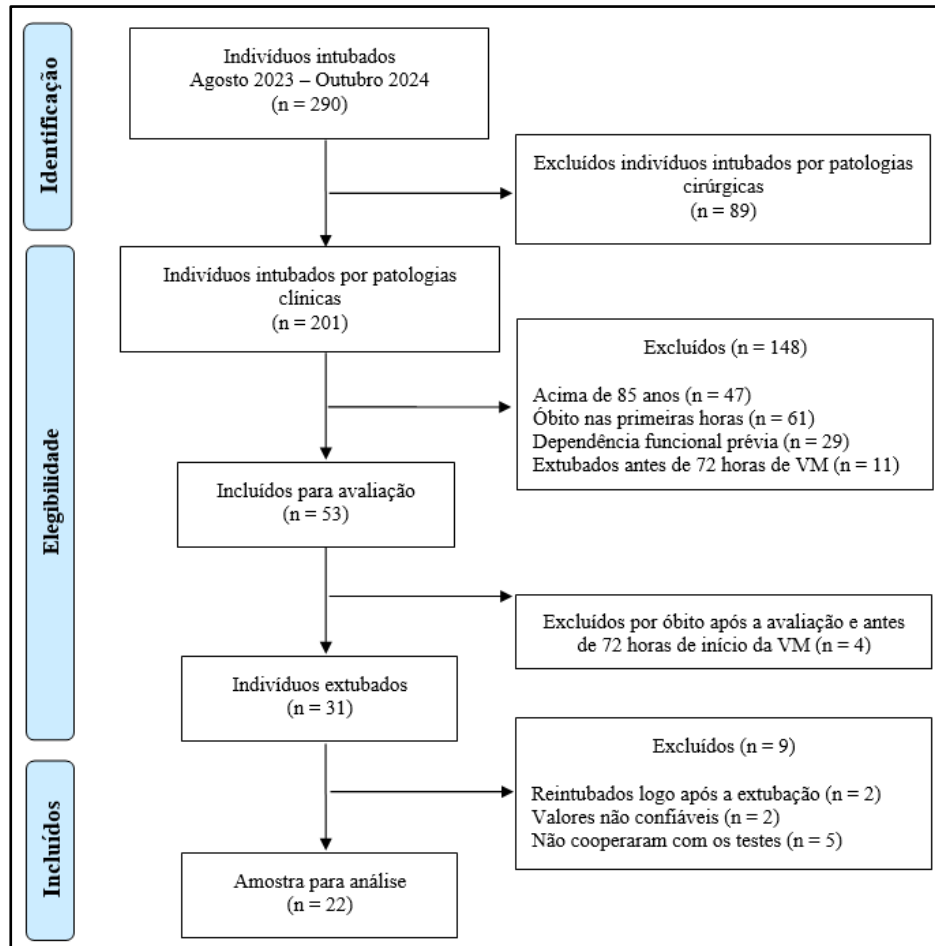 Identificação
Indivíduos intubados
Agosto 2023 – Outubro 2024
(n = 290)
Excluídos indivíduos intubados por patologias
cirúrgicas
(n = 89)
Elegibilidade
Indivíduos intubados por patologias
clínicas
(n = 201)
Excluídos (n = 148)
Acima de 85 anos (n = 47)
Óbito nas primeiras horas (n = 61)
Dependência funcional prévia (n = 29)
Extubados antes de 72 horas de VM (n = 11)
Incluídos para avaliação
(n = 53)
Excluídos por óbito após a avaliação e antes
de 72 horas de início da VM (n = 4)
Indivíduos extubados
(n = 31)
Excluídos (n = 9)
Reintubados logo após a extubação (n = 2)
Valores não confiáveis (n = 2)
Não cooperaram com os testes (n = 5)
Incluídos
Amostra para análise
(n = 22)